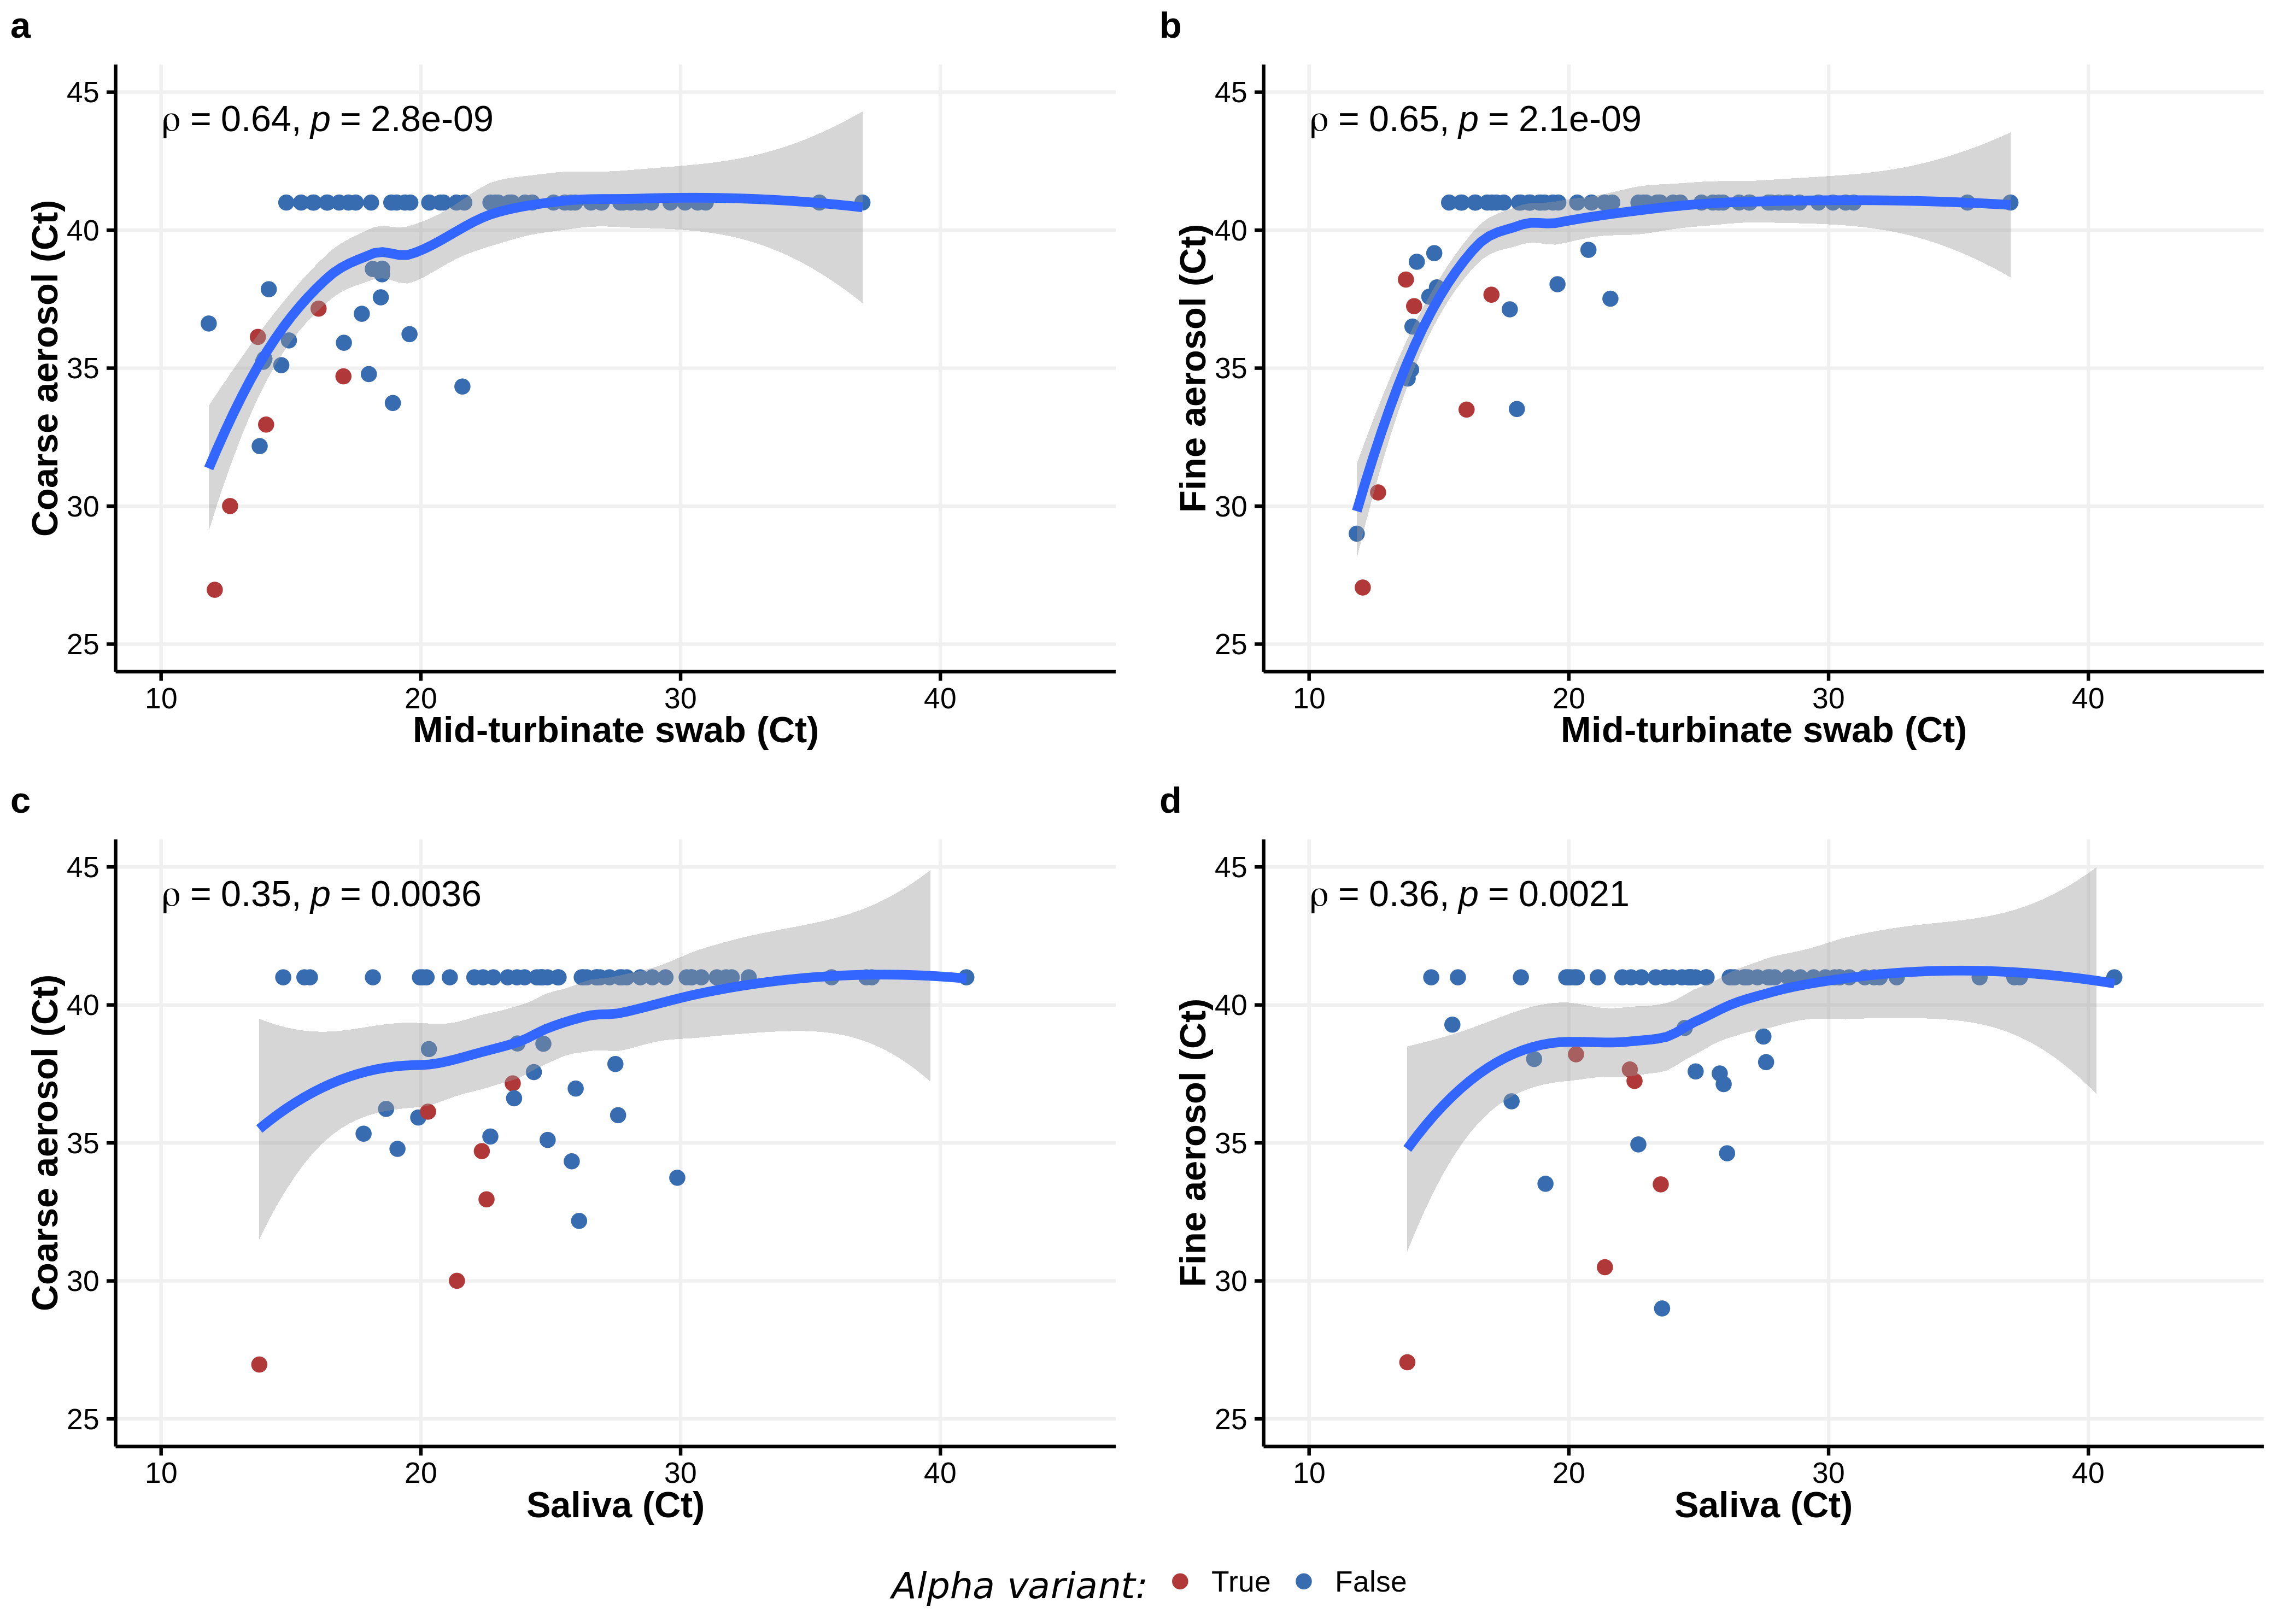 a
45
40
35
30
25
ρ = 0.64, p = 2.8e-09
Coarse aerosol (Ct)
10 20 30 40
Mid-turbinate swab (Ct)
b
45
40
35
30
25
ρ = 0.65, p = 2.1e-09
Fine aerosol (Ct)
10 20 30 40
Mid-turbinate swab (Ct)
c
45
40
35
30
25
ρ = 0.35, p = 0.0036
Coarse aerosol (Ct)
10 20 30 40
Saliva (Ct)
d
45
40
35
30
25
ρ = 0.36, p = 0.0021
Fine aerosol (Ct)
10 20 30 40
Saliva (Ct)
Alpha variant: True False